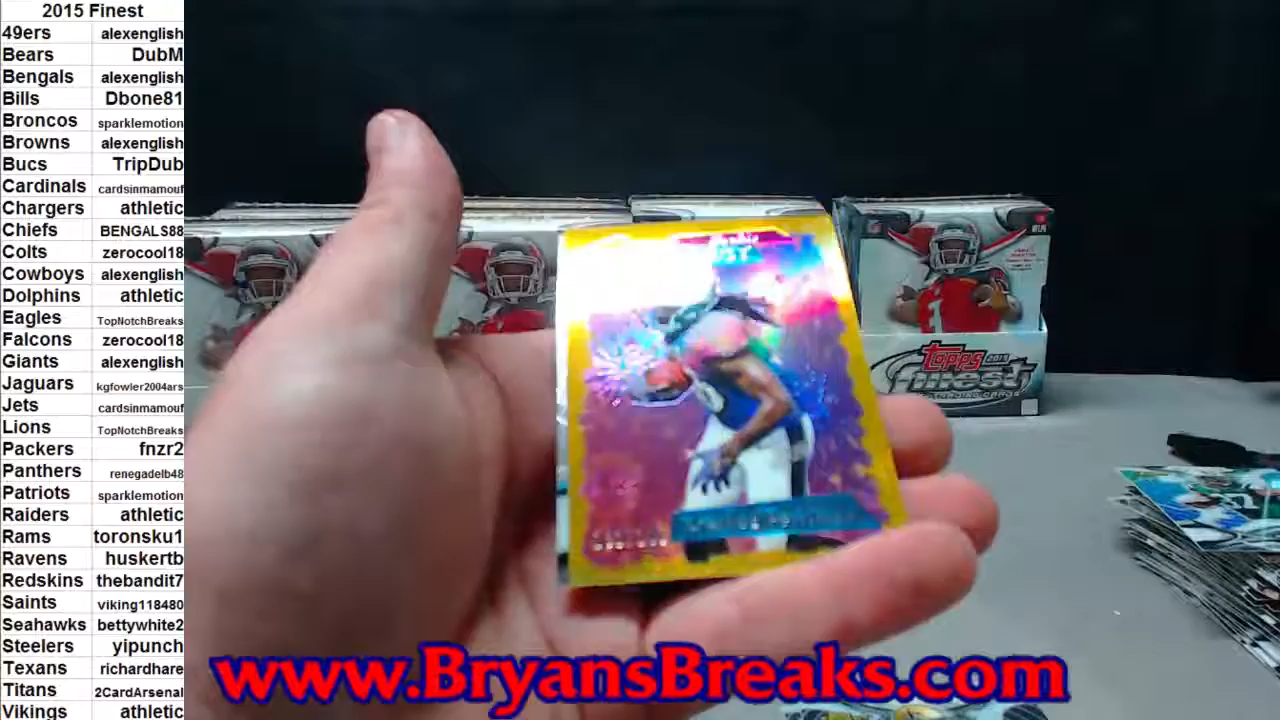 2015 Finest
49ers alexenglish
Bears DubM
Bengals alexenglish
Bills Dbone81
Broncos sparklemotion
Browns alexenglish
Bucs TripDub
Cardinals cardsinmamouf
Chargers athletic
Chiefs BENGALS88
Colts zerocool18
Cowboys alexenglish
Dolphins athletic
Eagles TopNotchBreaks
Falcons zerocool18
Giants alexenglish
Jaguars kgfowler2004ars
Jets cardsinmamouf
Lions TopNotchBreaks
Packers fnzr2
Panthers renegadelb48
Patriots sparklemotion
Raiders athletic
Rams toronsku1
Ravens huskertb
Redskins thebandit7
Saints viking118480
Seahawks bettywhite2
Steelers yipunch
Texans richardhare
Titans 2CardArsenal
Vikings athletic
TOPPS 2015
finest
www.BryansBreaks.com